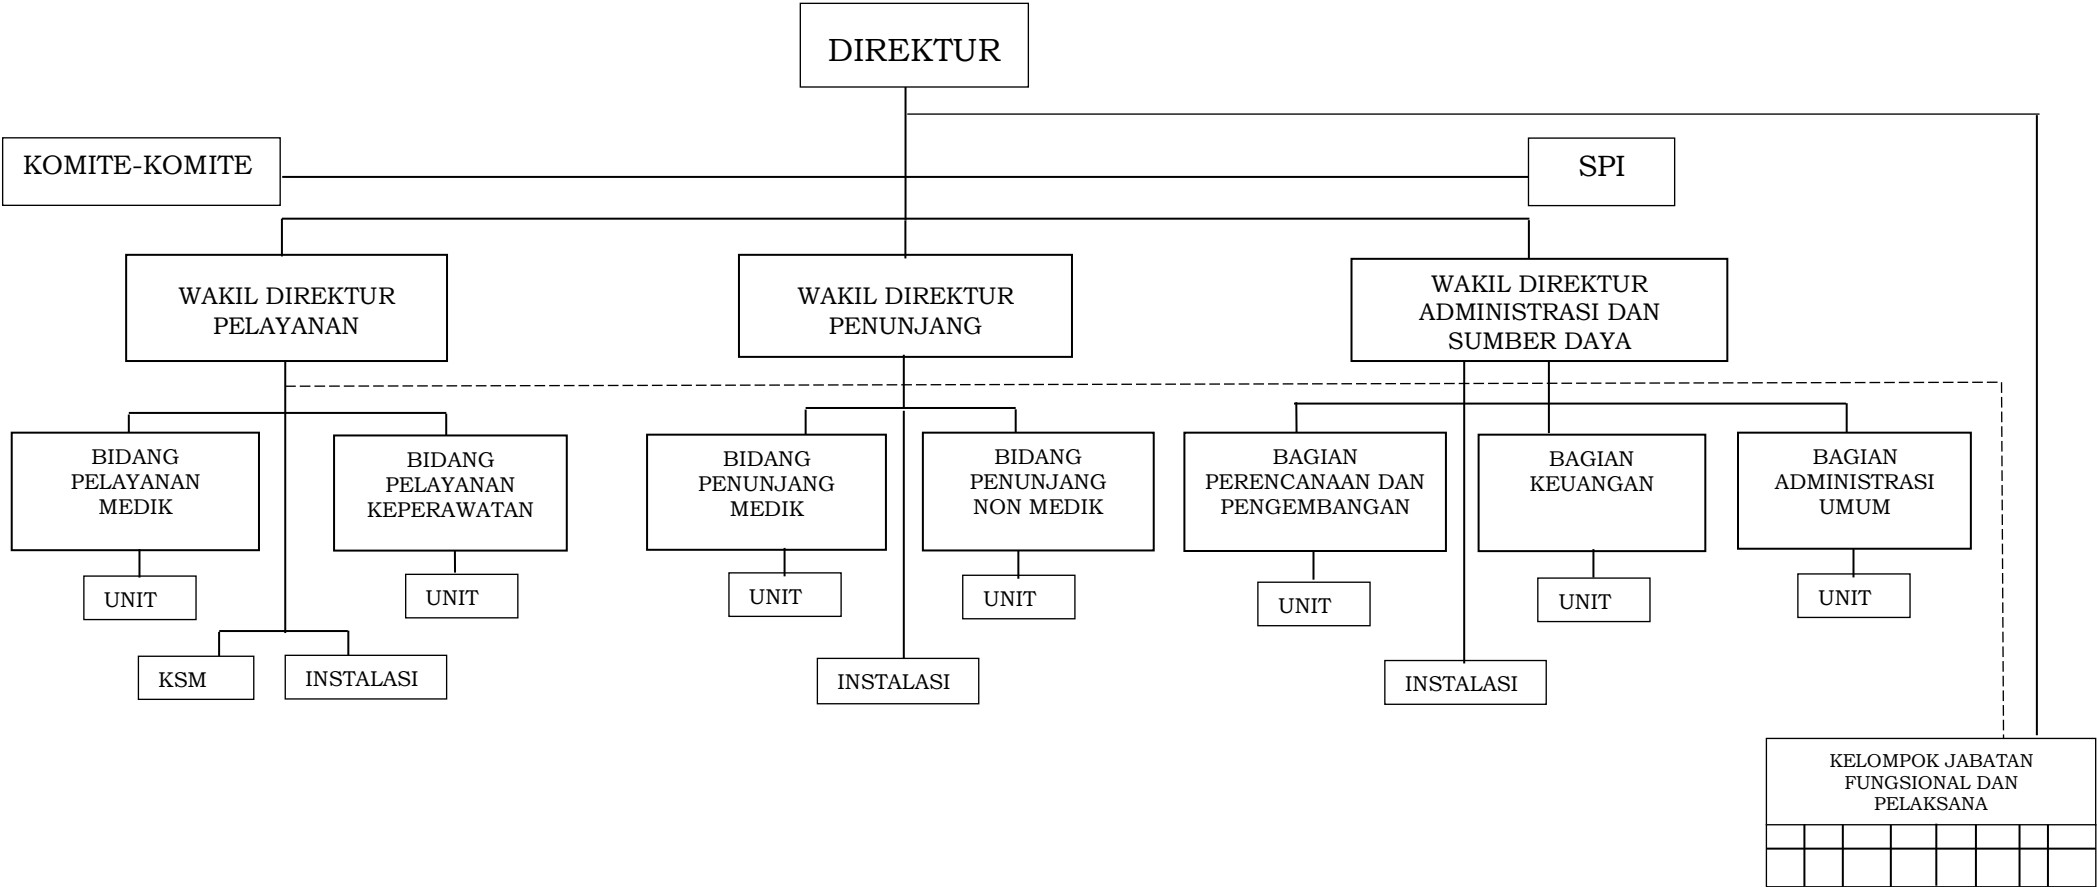 DIREKTUR
KOMITE-KOMITE
SPI
WAKIL DIREKTUR
PELAYANAN
WAKIL DIREKTUR
PENUNJANG
WAKIL DIREKTUR
ADMINISTRASI DAN
SUMBER DAYA
BIDANG
PELAYANAN
MEDIK
BIDANG
PELAYANAN
KEPERAWATAN
BIDANG
PENUNJANG
MEDIK
BIDANG
PENUNJANG
NON MEDIK
BAGIAN
PERENCANAAN DAN
PENGEMBANGAN
BAGIAN
KEUANGAN
BAGIAN
ADMINISTRASI
UMUM
UNIT
UNIT
UNIT
UNIT
UNIT
UNIT
UNIT
KSM
INSTALASI
INSTALASI
INSTALASI
KELOMPOK JABATAN
FUNGSIONAL DAN
PELAKSANA